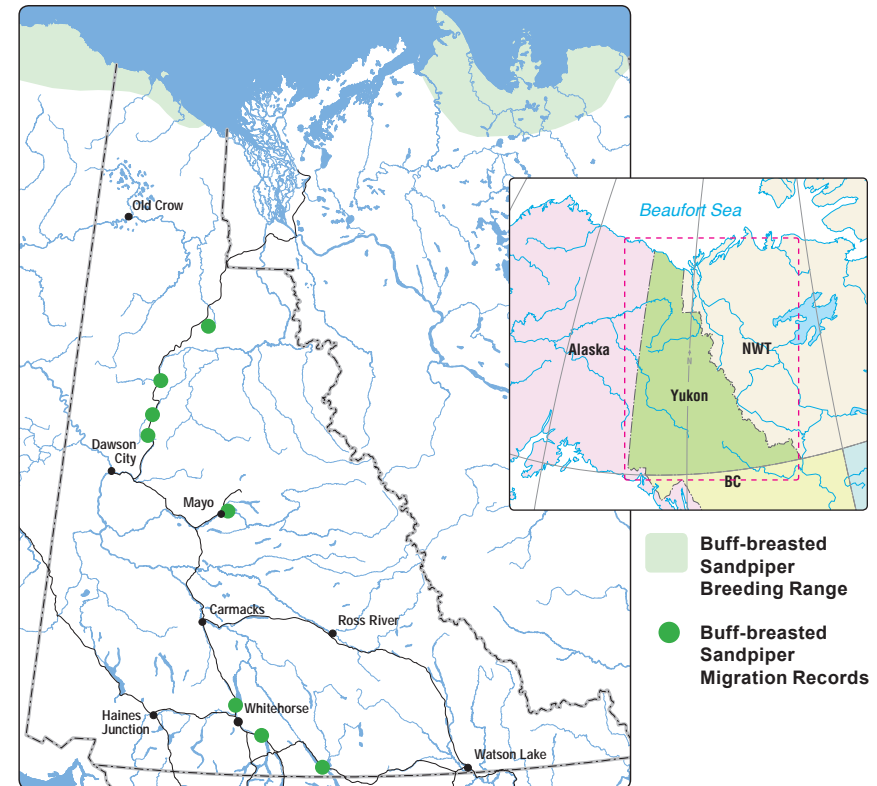 Old Crow
Dawson
City
Mayo
Carmacks
Ross River
Haines
Junction
Whitehorse
Watson Lake
Beaufort Sea
Alaska
NWT
N
Yukon
BC
Buff-breasted
Sandpiper
Breeding Range
Buff-breasted
Sandpiper
Migration Records